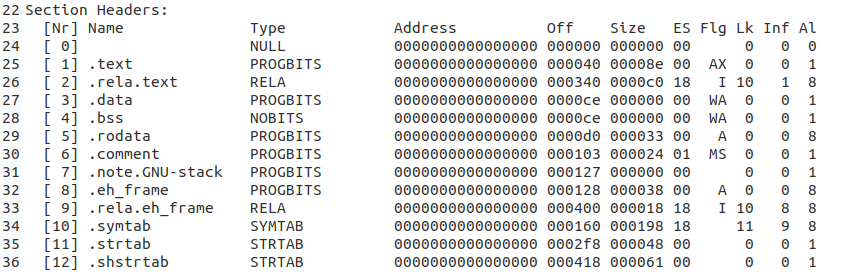 22 Section Headers:
23   [Nr] Name              Type            Address          Off    Size   ES Flg Lk Inf Al
24   [ 0]                   NULL            0000000000000000 000000 000000 00      0   0  0
25   [ 1] .text             PROGBITS        0000000000000000 000040 00008e 00  AX  0   0  1
26   [ 2] .rela.text        RELA            0000000000000000 000340 0000c0 18   I 10   1  8
27   [ 3] .data             PROGBITS        0000000000000000 0000ce 000000 00  WA  0   0  1
28   [ 4] .bss              NOBITS          0000000000000000 0000ce 000000 00  WA  0   0  1
29   [ 5] .rodata           PROGBITS        0000000000000000 0000d0 000033 00   A  0   0  8
30   [ 6] .comment          PROGBITS        0000000000000000 000103 000024 01  MS  0   0  1
31   [ 7] .note.GNU-stack   PROGBITS        0000000000000000 000127 000000 00      0   0  1
32   [ 8] .eh_frame         PROGBITS        0000000000000000 000128 000038 00   A  0   0  8
33   [ 9] .rela.eh_frame    RELA            0000000000000000 000400 000018 18   I 10   8  8
34   [10] .symtab           SYMTAB          0000000000000000 000160 000198 18     11   9  8
35   [11] .strtab           STRTAB          0000000000000000 0002f8 000048 00      0   0  1
36   [12] .shstrtab         STRTAB          0000000000000000 000418 000061 00      0   0  1